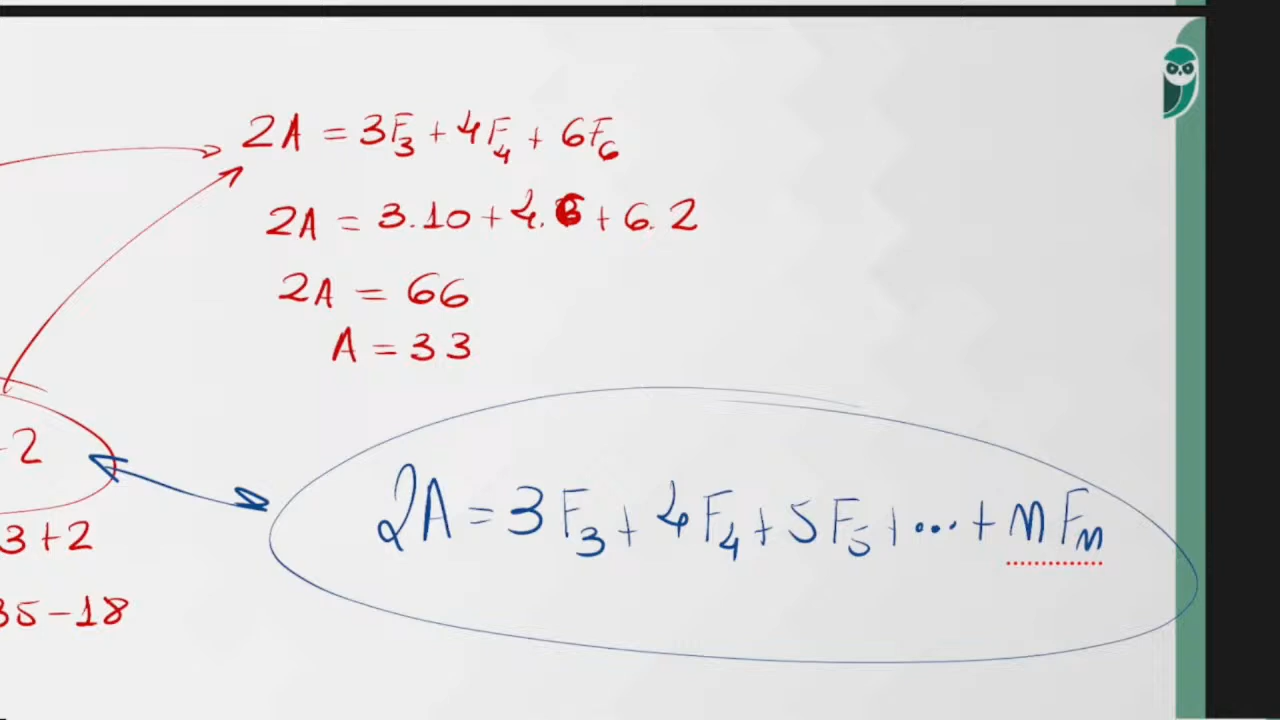 2A = 3F₃ + 4F₄ + 6F₆
2A = 3.10 + 4.6 + 6.2
2A = 66
A = 33
-2
2A = 3F₃ + 4F₄ + 5F₅ + ... + nFₙ
3+2
35-18